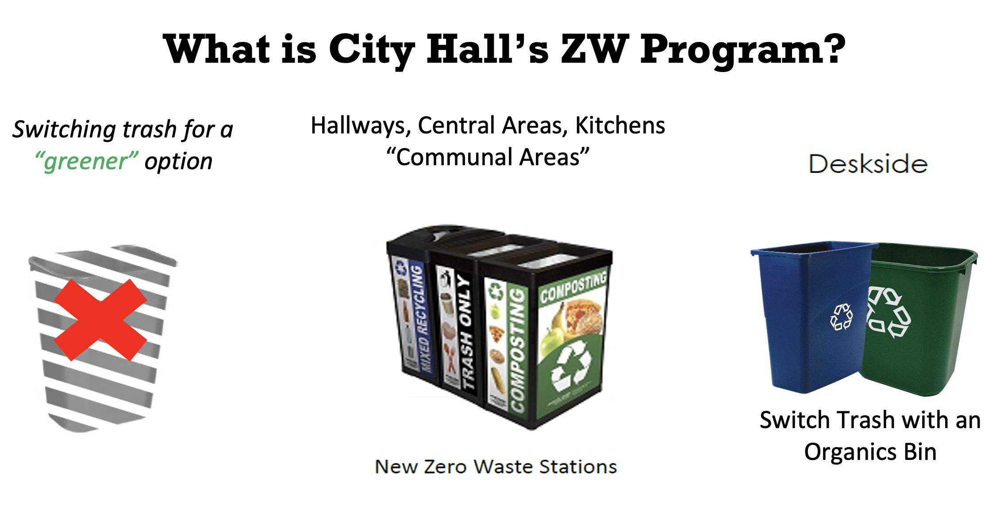 What is City Hall’s ZW Program?
Switching trash for a
“greener” option
Hallways, Central Areas, Kitchens
“Communal Areas”
Deskside
MIXED RECYCLING
TRASH ONLY
COMPOSTING
COMPOSTING
New Zero Waste Stations
Switch Trash with an
Organics Bin